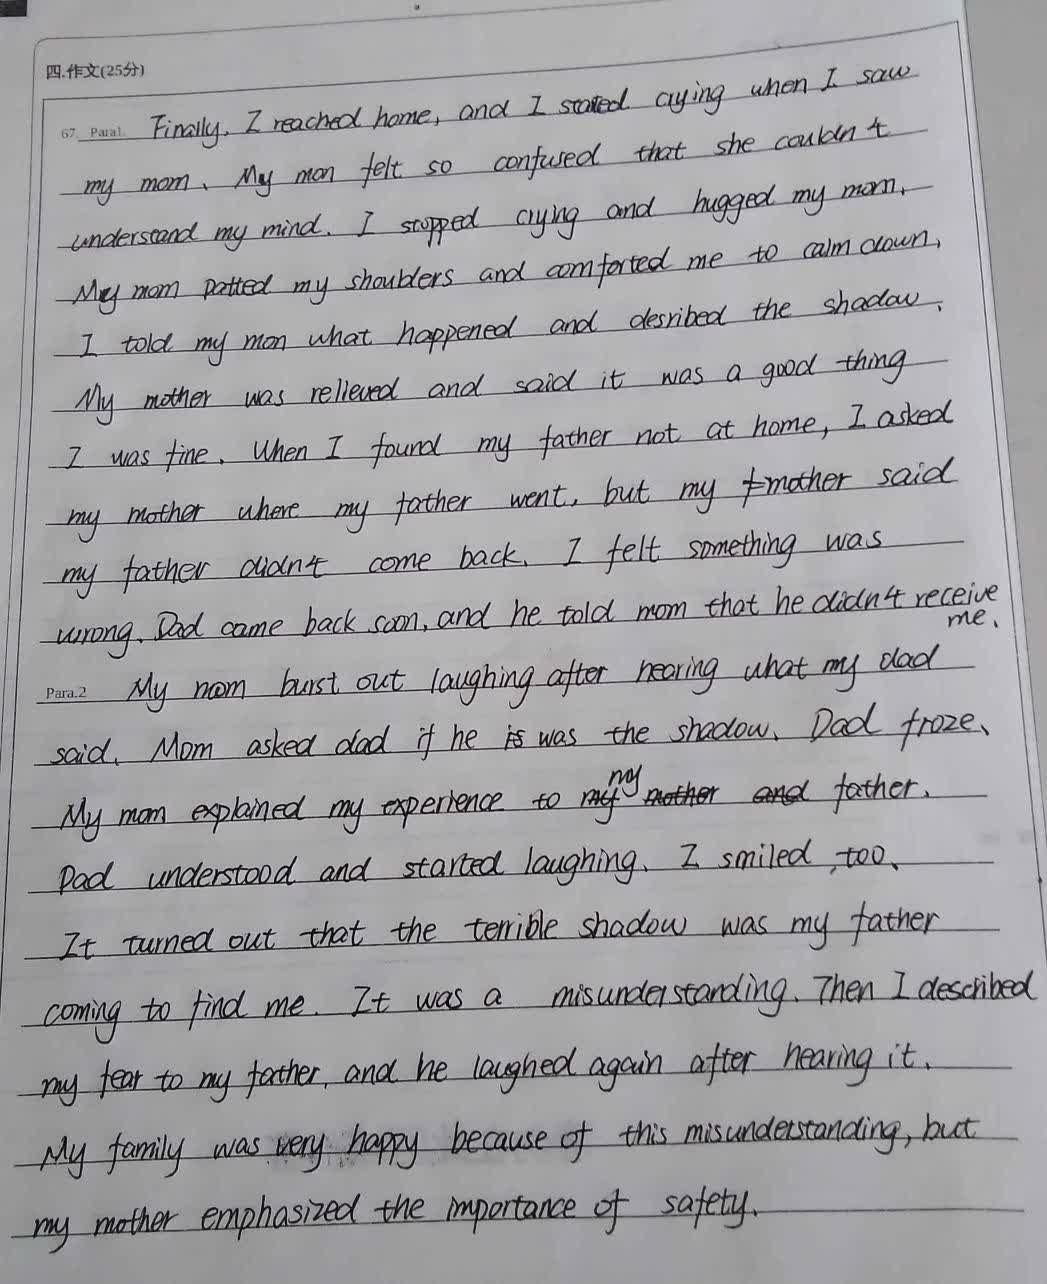 四.作文(25分)
67. Para1. Finally, I reached home, and I stated crying when I saw
my mom. My mon felt so confused that she couldn't
understand my mind. I stopped crying and hugged my mom.
My mom patted my shoulders and comforted me to calm down,
I told my mon what happened and desribed the shadow.
My mother was relieved and said it was a good thing
I was fine. When I found my father not at home, I asked
my mother where my father went, but my mother said
my father didn't come back. I felt something was
wrong. Dad came back soon, and he told mom that he didn't receive
me.
Para.2 My mom burst out laughing after hearing what my dad
said. Mom asked dad if he is was the shadow. Dad froze.
my
My mom explained my experience to my mother and father.
Dad understood and started laughing. I smiled, too.
It turned out that the terrible shadow was my father
coming to find me. It was a misunderstanding. Then I described
my fear to my father, and he laughed again after hearing it.
My family was very happy because of this misunderstanding, but
my mother emphasized the importance of safety.